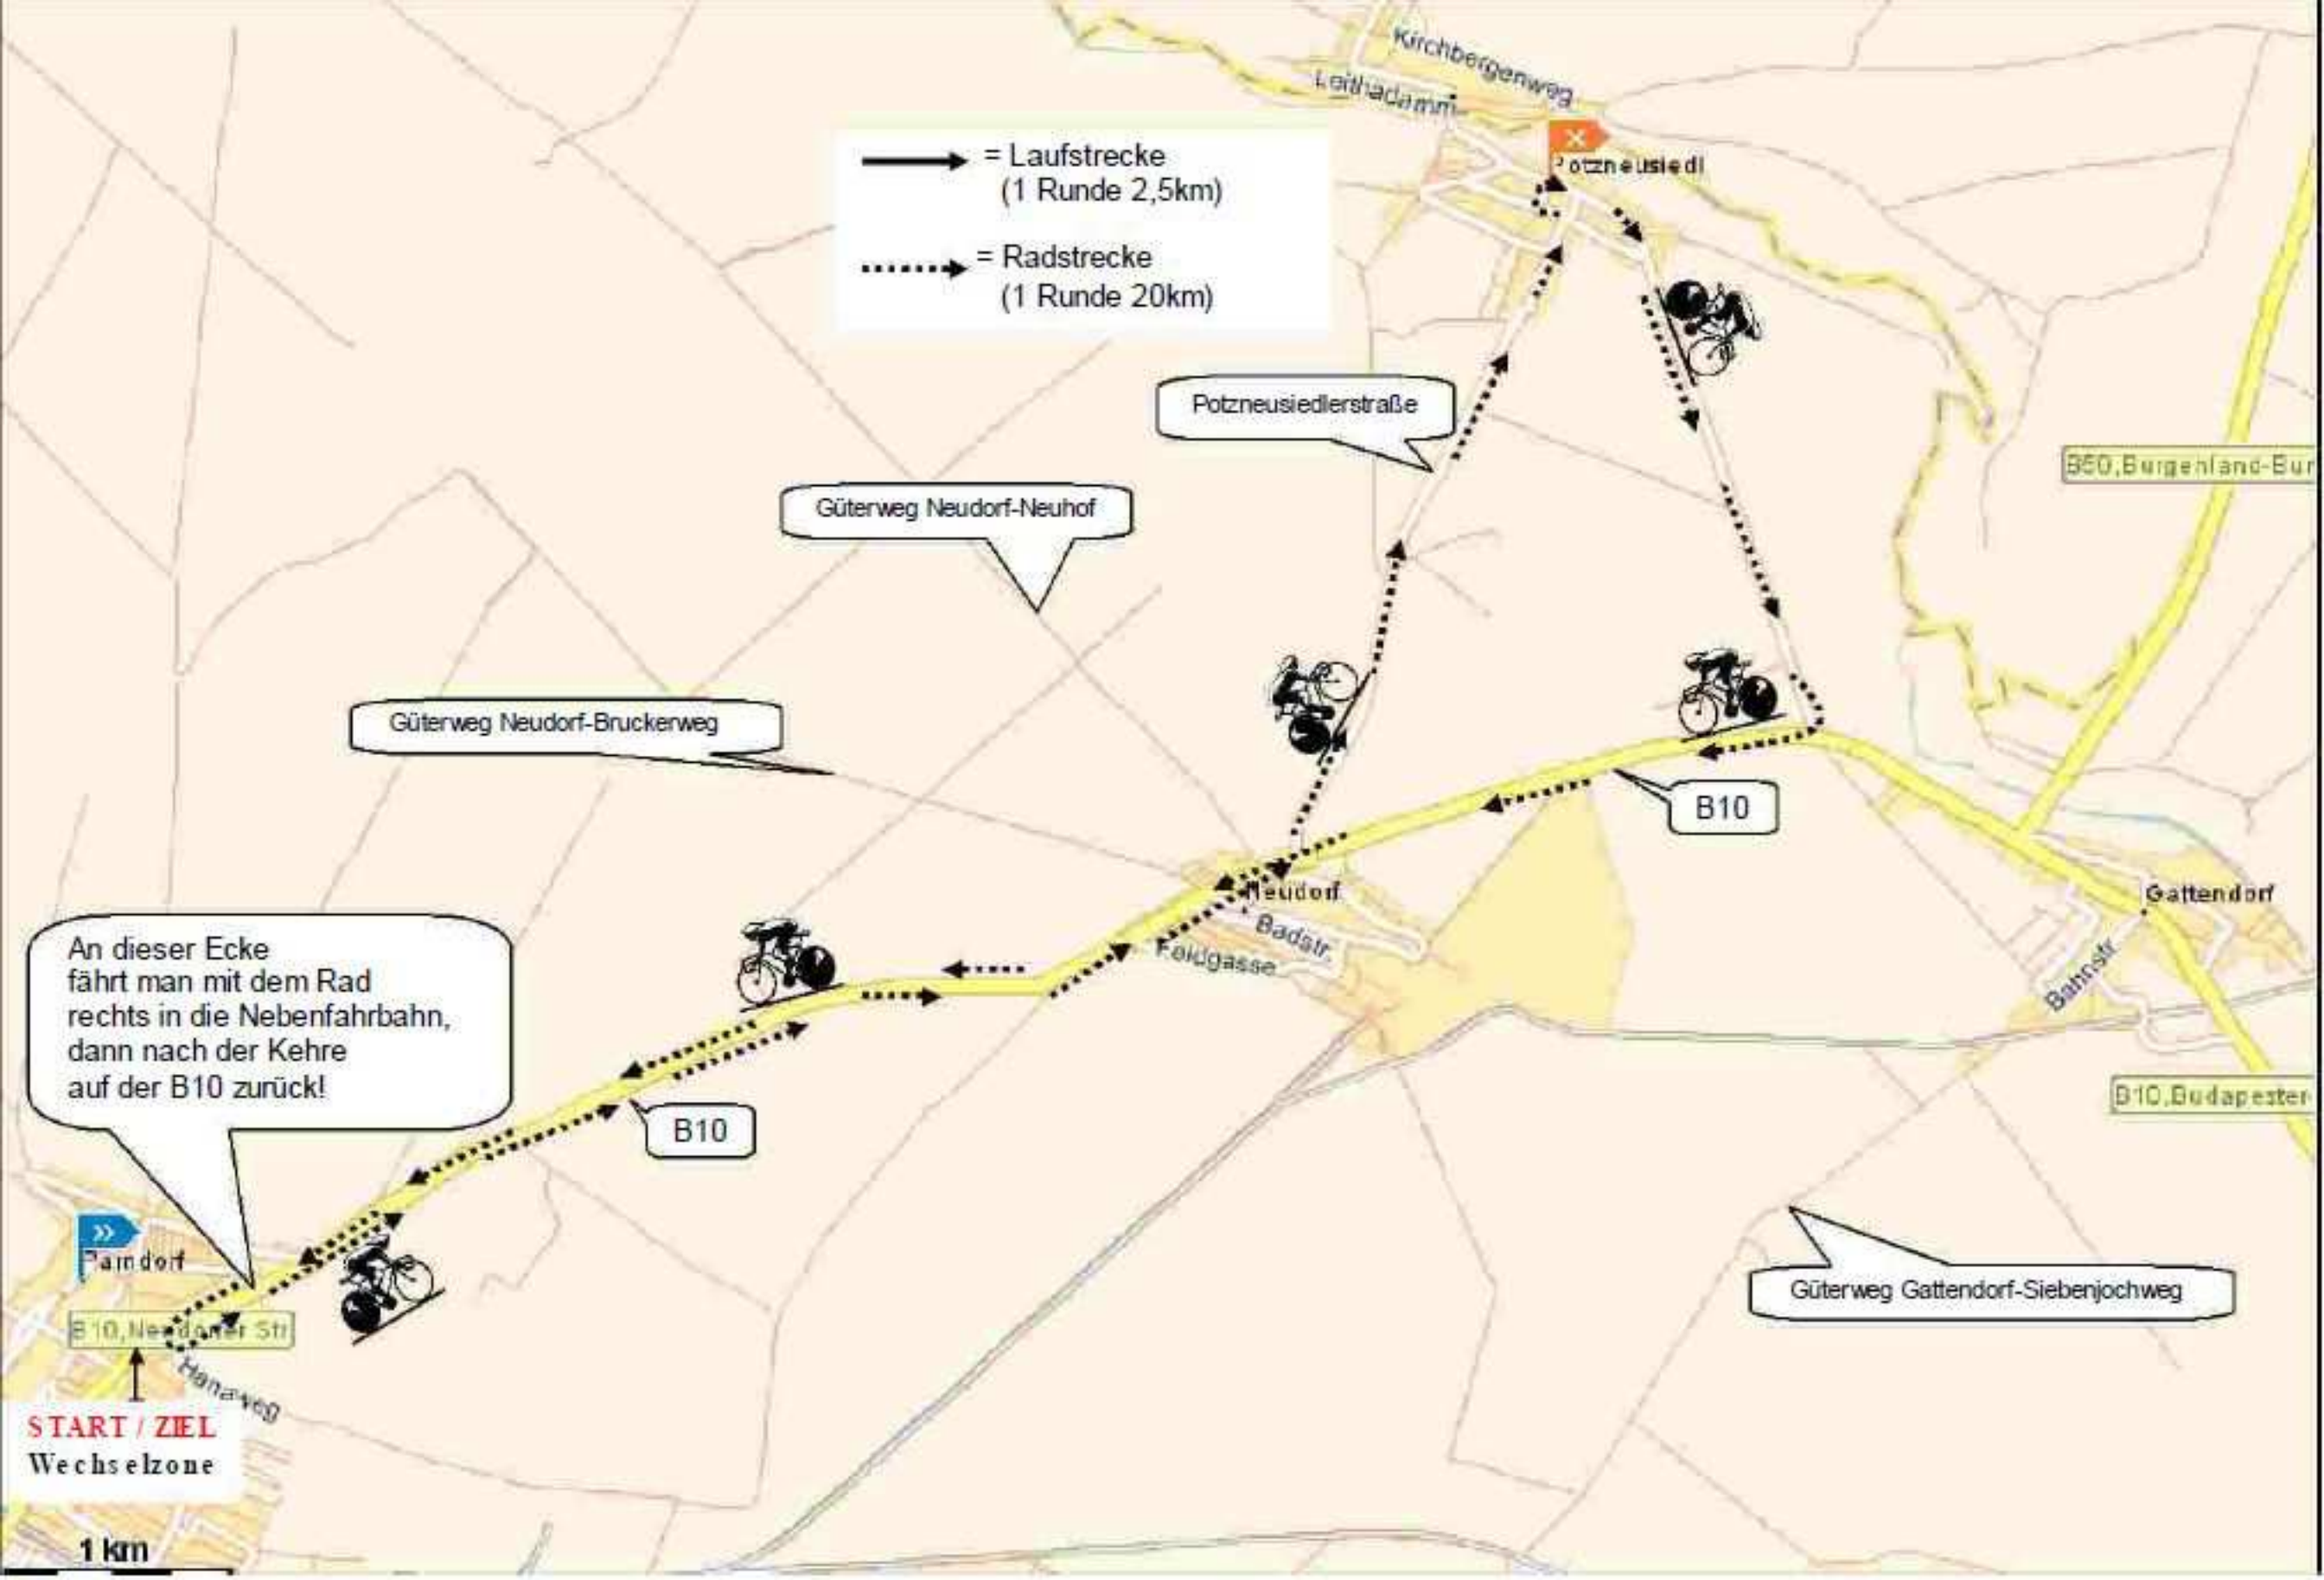 Kirchbergenweg
Leithadamm
= Laufstrecke
(1 Runde 2,5km)
= Radstrecke
(1 Runde 20km)
Potzneusiedl
Potzneusiedlerstraße
B50,Burgenland-Bur
Güterweg Neudorf-Neuhof
Güterweg Neudorf-Bruckerweg
B10
Neudorf
Badstr.
Feldgasse
Gattendorf
Bahnstr.
An dieser Ecke
fährt man mit dem Rad
rechts in die Nebenfahrbahn,
dann nach der Kehre
auf der B10 zurück!
B10
B10,Budapester
Parndorf
B10,Neudorfer Str
Hanaweg
Güterweg Gattendorf-Siebenjochweg
START / ZIEL
Wechselzone
1 km